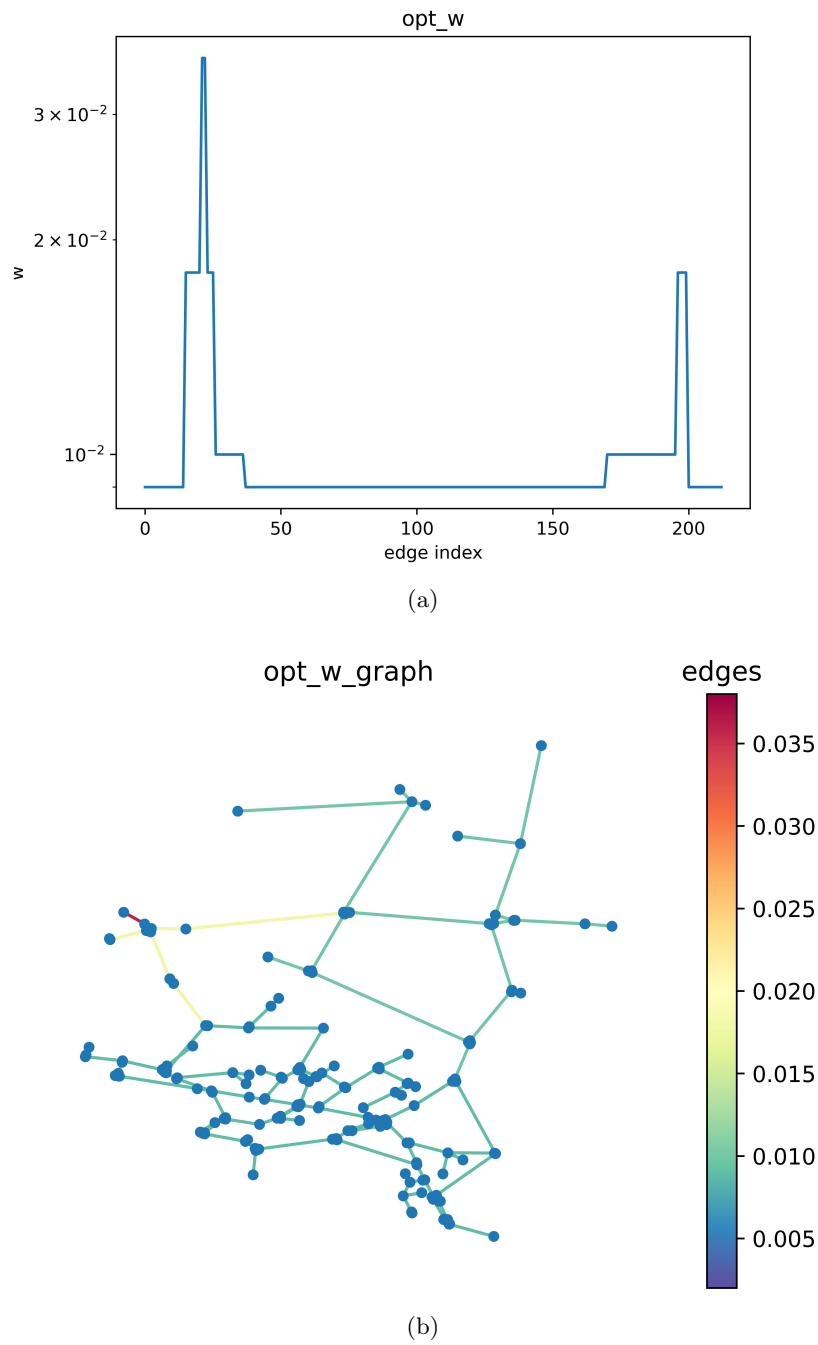 opt_w
3 × 10⁻²
2 × 10⁻²
w
10⁻²
0 50 100 150 200
edge index
(a)
opt_w_graph edges
0.035
0.030
0.025
0.020
0.015
0.010
0.005
(b)